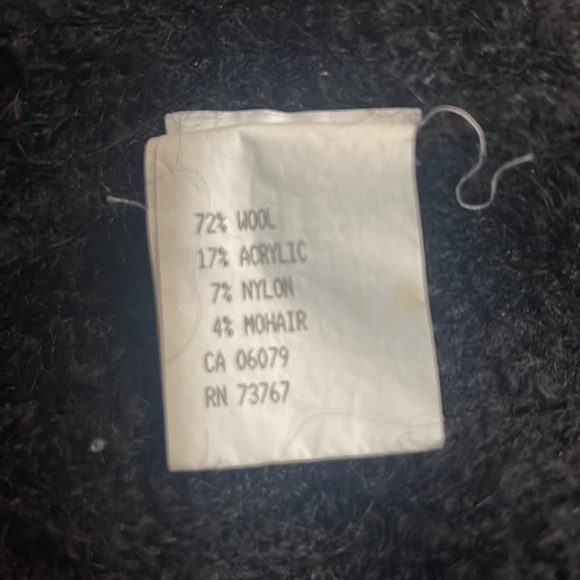 72% WOOL
17% ACRYLIC
7% NYLON
4% MOHAIR
CA 06079
RN 73767